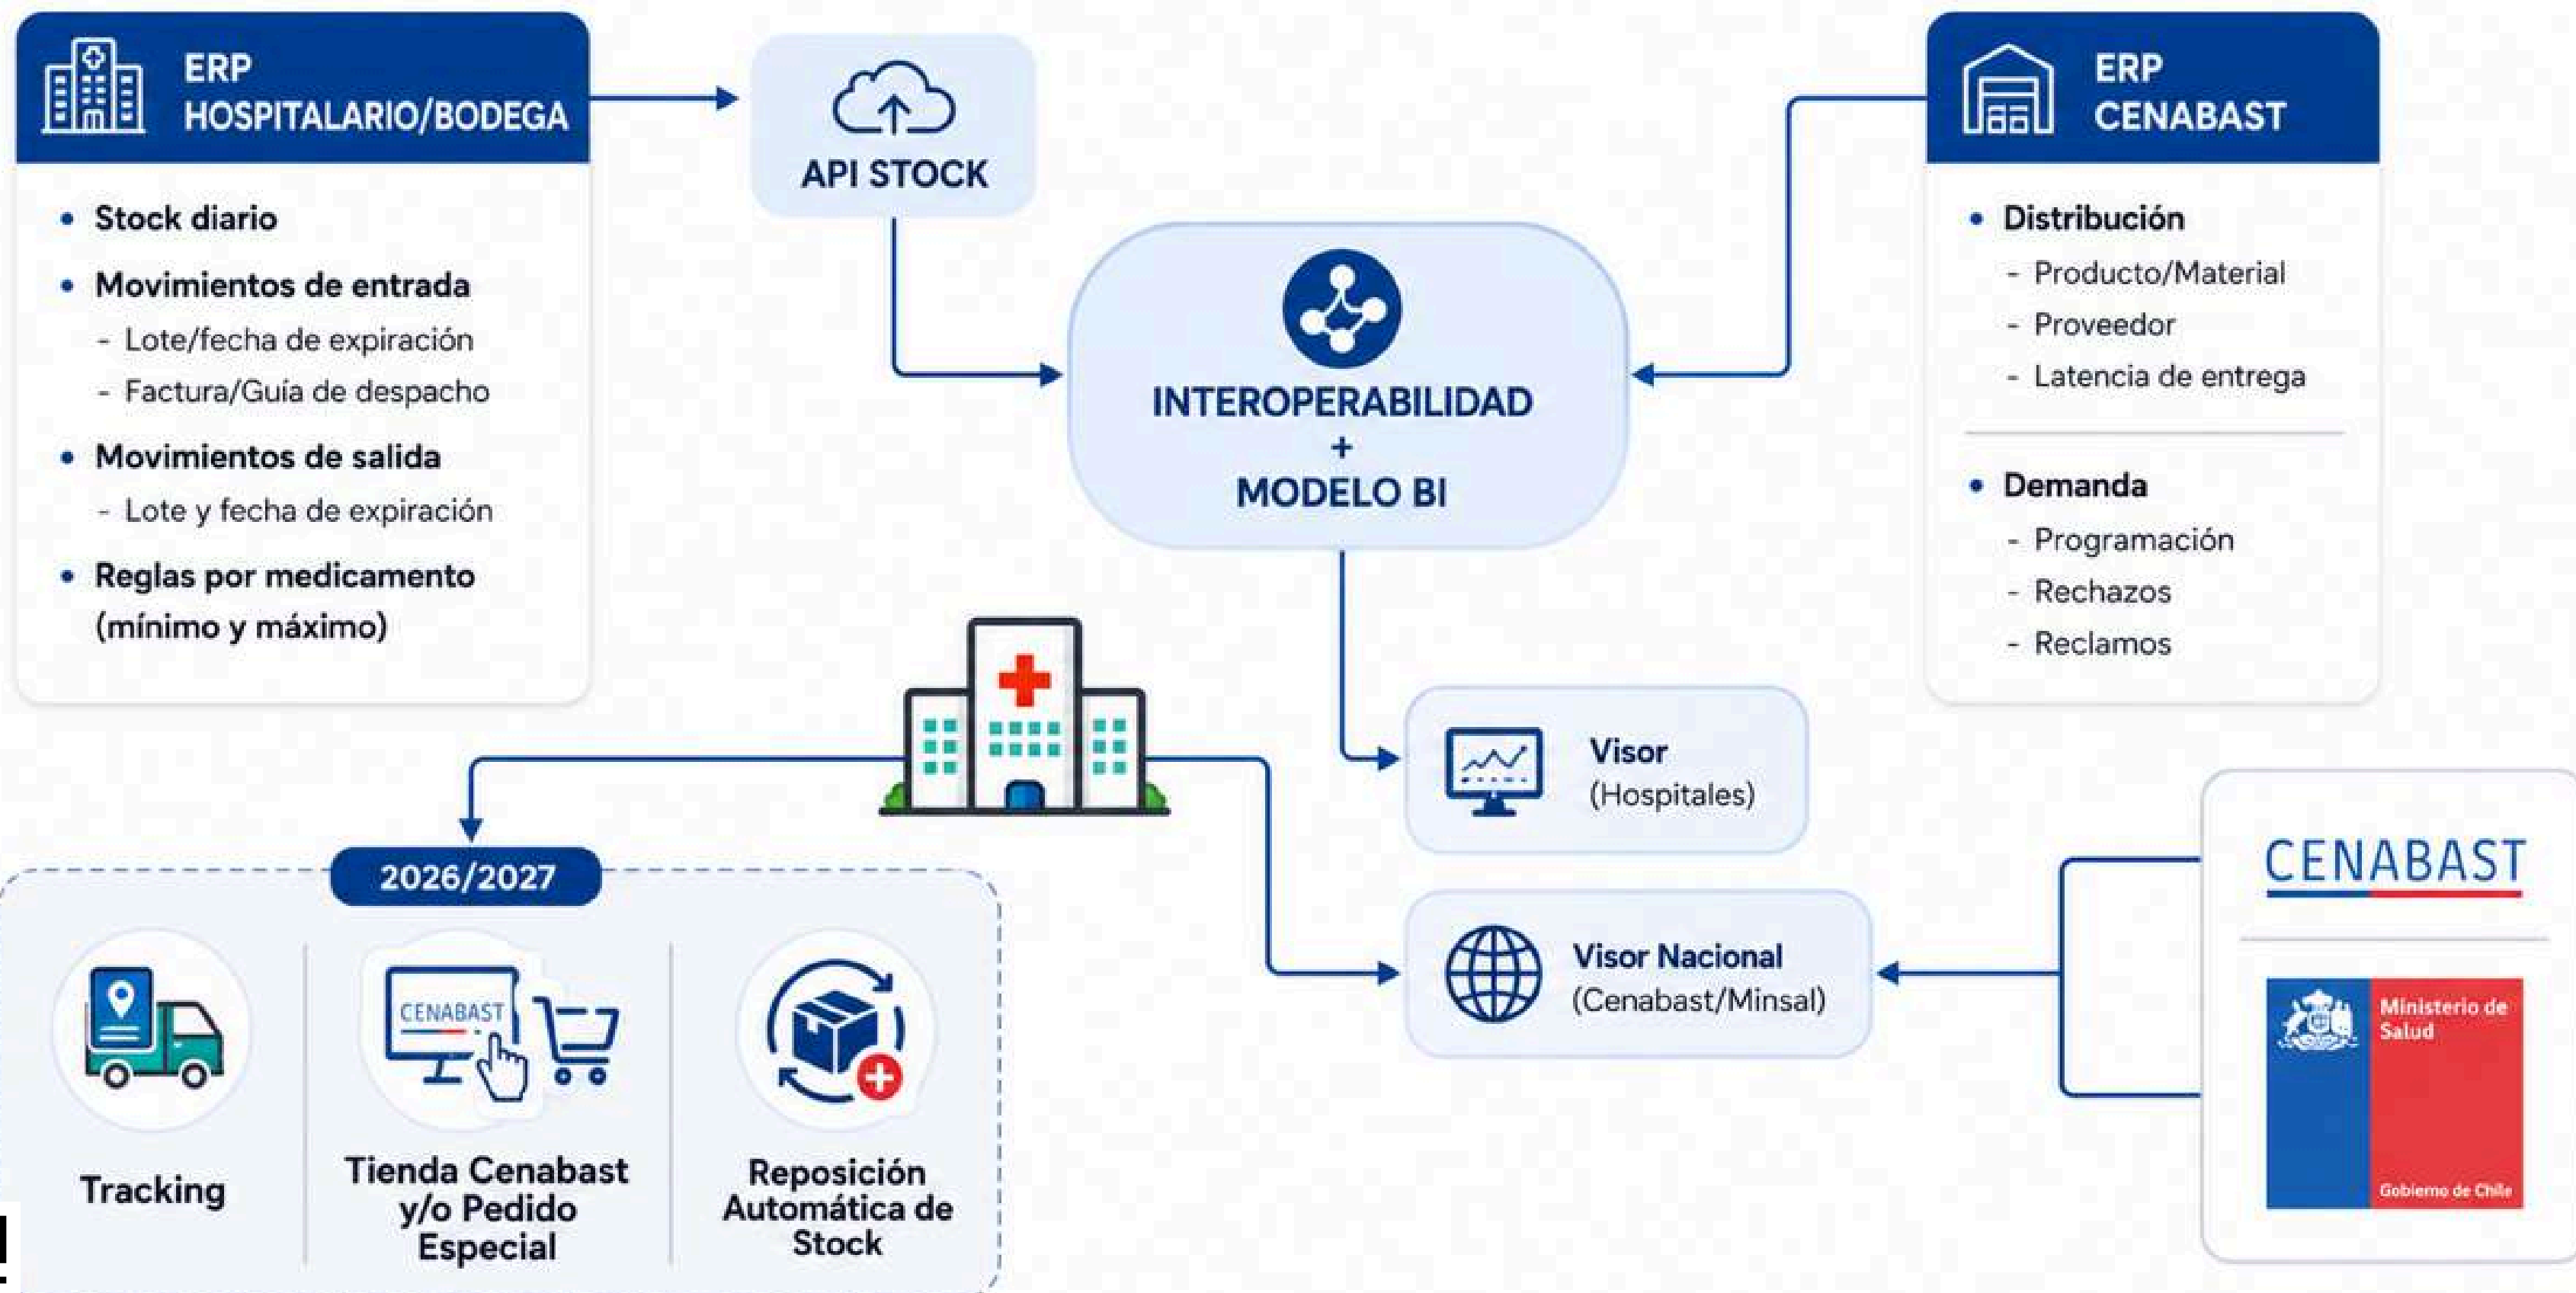 ERP
HOSPITALARIO/BODEGA
• Stock diario
• Movimientos de entrada
- Lote/fecha de expiración
- Factura/Guía de despacho
• Movimientos de salida
- Lote y fecha de expiración
• Reglas por medicamento
(mínimo y máximo)
API STOCK
INTEROPERABILIDAD
+
MODELO BI
ERP
CENABAST
• Distribución
- Producto/Material
- Proveedor
- Latencia de entrega
• Demanda
- Programación
- Rechazos
- Reclamos
Visor
(Hospitales)
Visor Nacional
(Cenabast/Minsal)
CENABAST
Ministerio de
Salud
Gobierno de Chile
2026/2027
Tracking
CENABAST
Tienda Cenabast
y/o Pedido
Especial
Reposición
Automática de
Stock